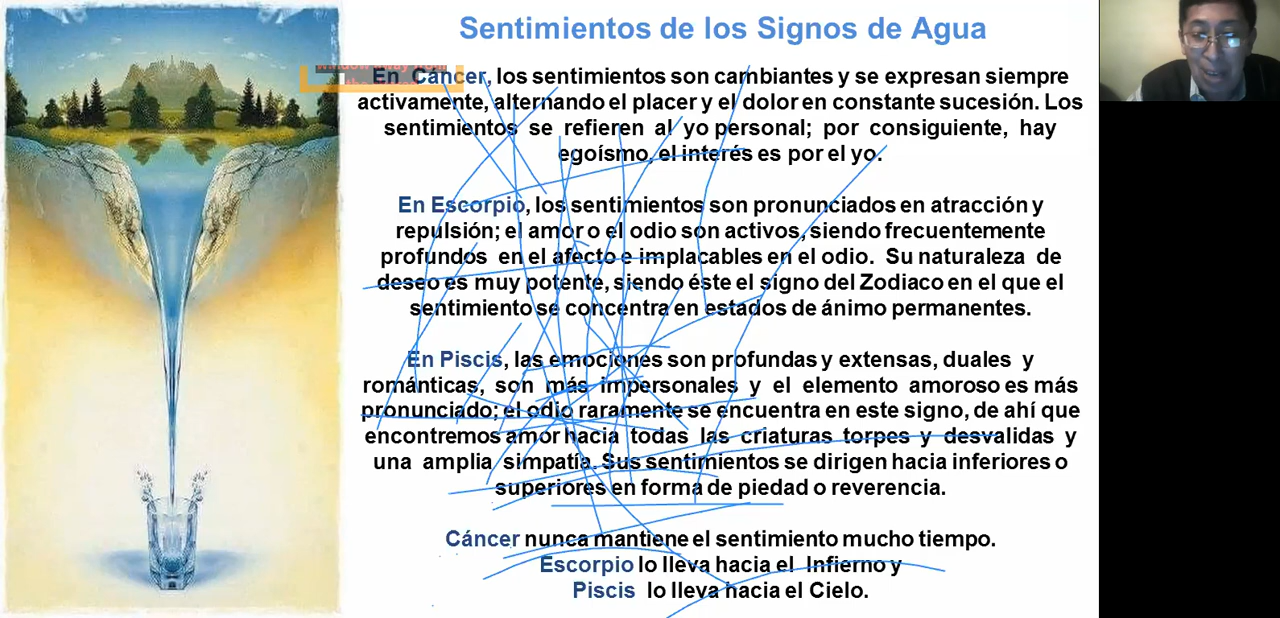 Sentimientos de los Signos de Agua
En Cáncer, los sentimientos son cambiantes y se expresan siempre
activamente, alternando el placer y el dolor en constante sucesión. Los
sentimientos se refieren al yo personal; por consiguiente, hay
egoísmo, el interés es por el yo.
En Escorpio, los sentimientos son pronunciados en atracción y
repulsión; el amor o el odio son activos, siendo frecuentemente
profundos en el afecto e implacables en el odio. Su naturaleza de
deseo es muy potente, siendo éste el signo del Zodiaco en el que el
sentimiento se concentra en estados de ánimo permanentes.
En Piscis, las emociones son profundas y extensas, duales y
románticas, son más impersonales y el elemento amoroso es más
pronunciado; el odio raramente se encuentra en este signo, de ahí que
encontremos amor hacia todas las criaturas torpes y desvalidas y
una amplia simpatía. Sus sentimientos se dirigen hacia inferiores o
superiores en forma de piedad o reverencia.
Cáncer nunca mantiene el sentimiento mucho tiempo.
Escorpio lo lleva hacia el Infierno y
Piscis lo lleva hacia el Cielo.